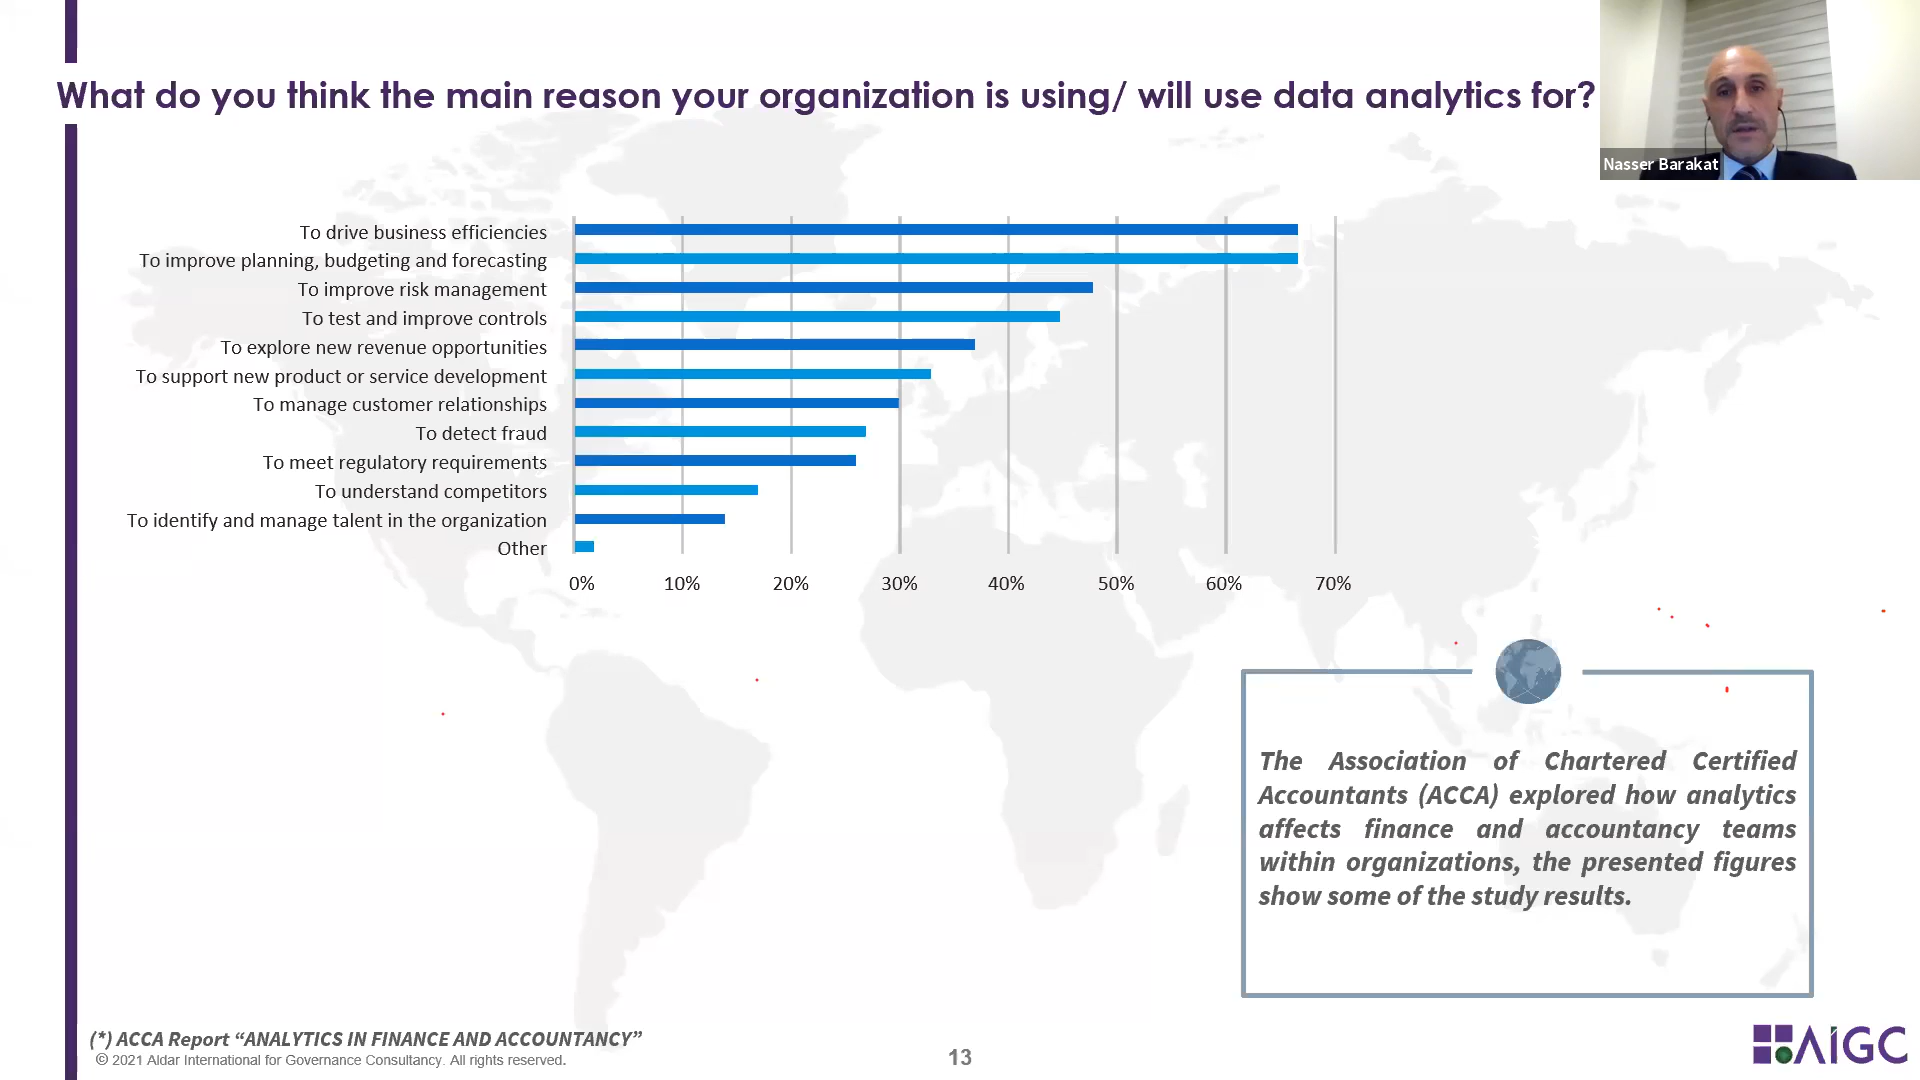 What do you think the main reason your organization is using/ will use data analytics for?
Nasser Barakat
To drive business efficiencies
To improve planning, budgeting and forecasting
To improve risk management
To test and improve controls
To explore new revenue opportunities
To support new product or service development
To manage customer relationships
To detect fraud
To meet regulatory requirements
To understand competitors
To identify and manage talent in the organization
Other
0% 10% 20% 30% 40% 50% 60% 70%
The Association of Chartered Certified
Accountants (ACCA) explored how analytics
affects finance and accountancy teams
within organizations, the presented figures
show some of the study results.
(*) ACCA Report “ANALYTICS IN FINANCE AND ACCOUNTANCY”
© 2021 Aldar International for Governance Consultancy. All rights reserved.
13
AiGC